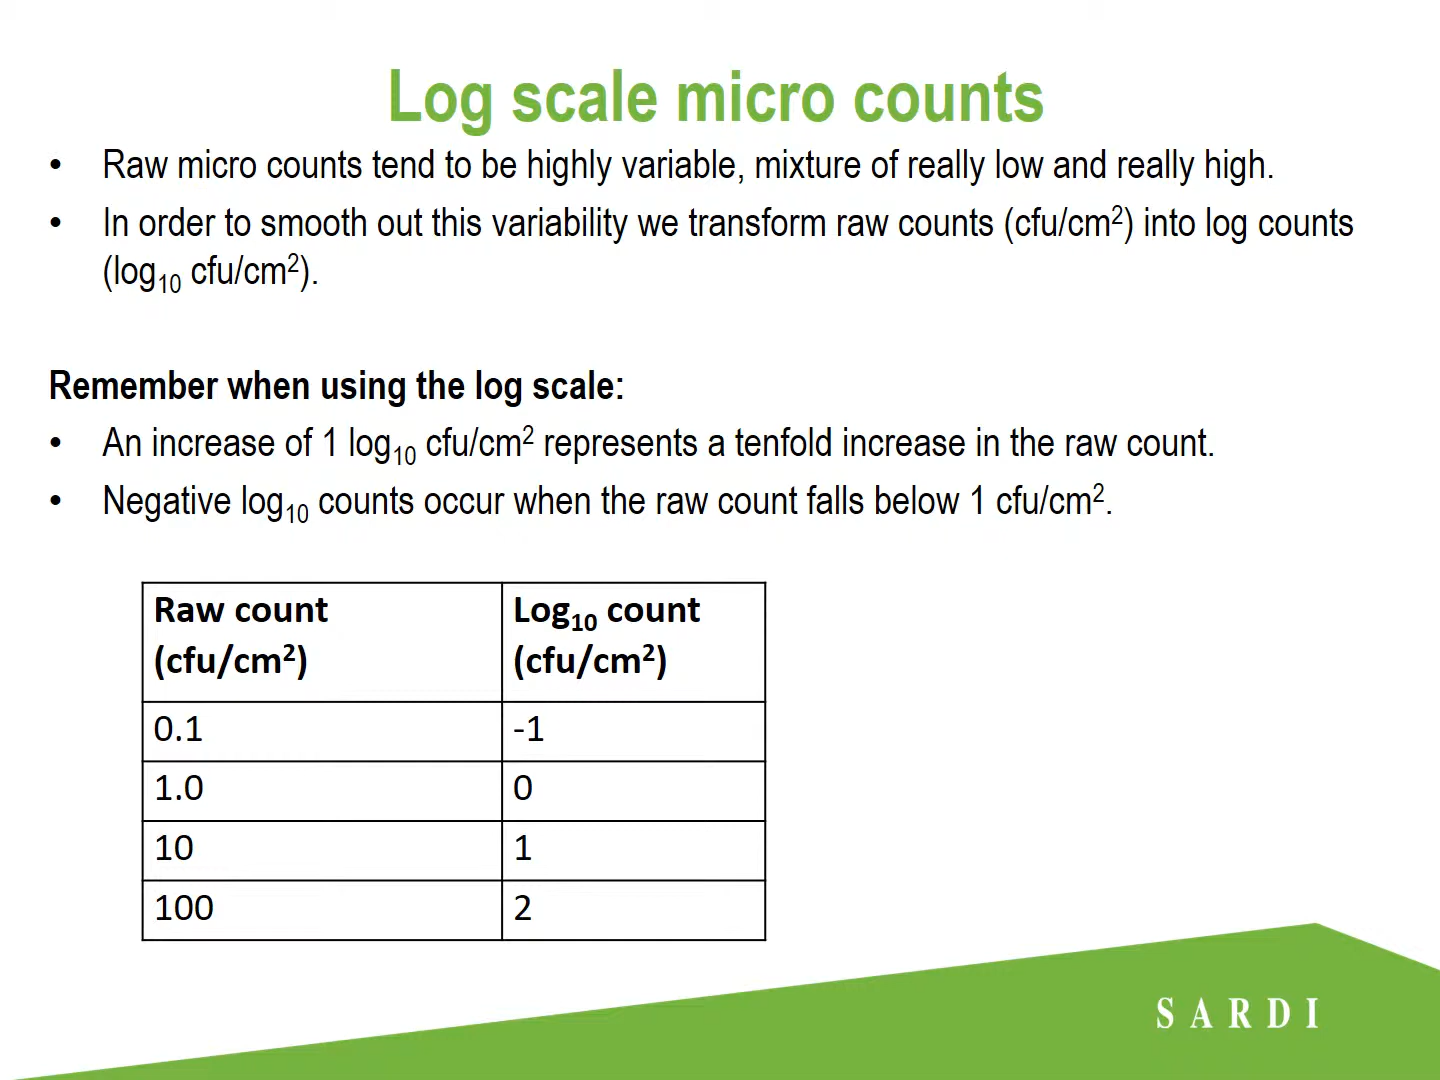 Log scale micro counts
• Raw micro counts tend to be highly variable, mixture of really low and really high.
• In order to smooth out this variability we transform raw counts (cfu/cm²) into log counts
(log₁₀ cfu/cm²).
Remember when using the log scale:
• An increase of 1 log₁₀ cfu/cm² represents a tenfold increase in the raw count.
• Negative log₁₀ counts occur when the raw count falls below 1 cfu/cm².
Raw count (cfu/cm²) Log₁₀ count (cfu/cm²)
0.1 -1
1.0 0
10 1
100 2
SARDI